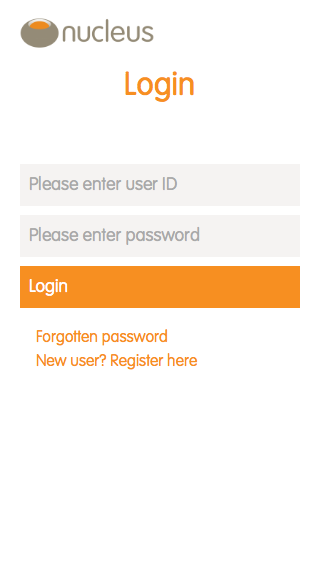 nucleus
Login
Please enter user ID
Please enter password
Login
Forgotten password
New user? Register here